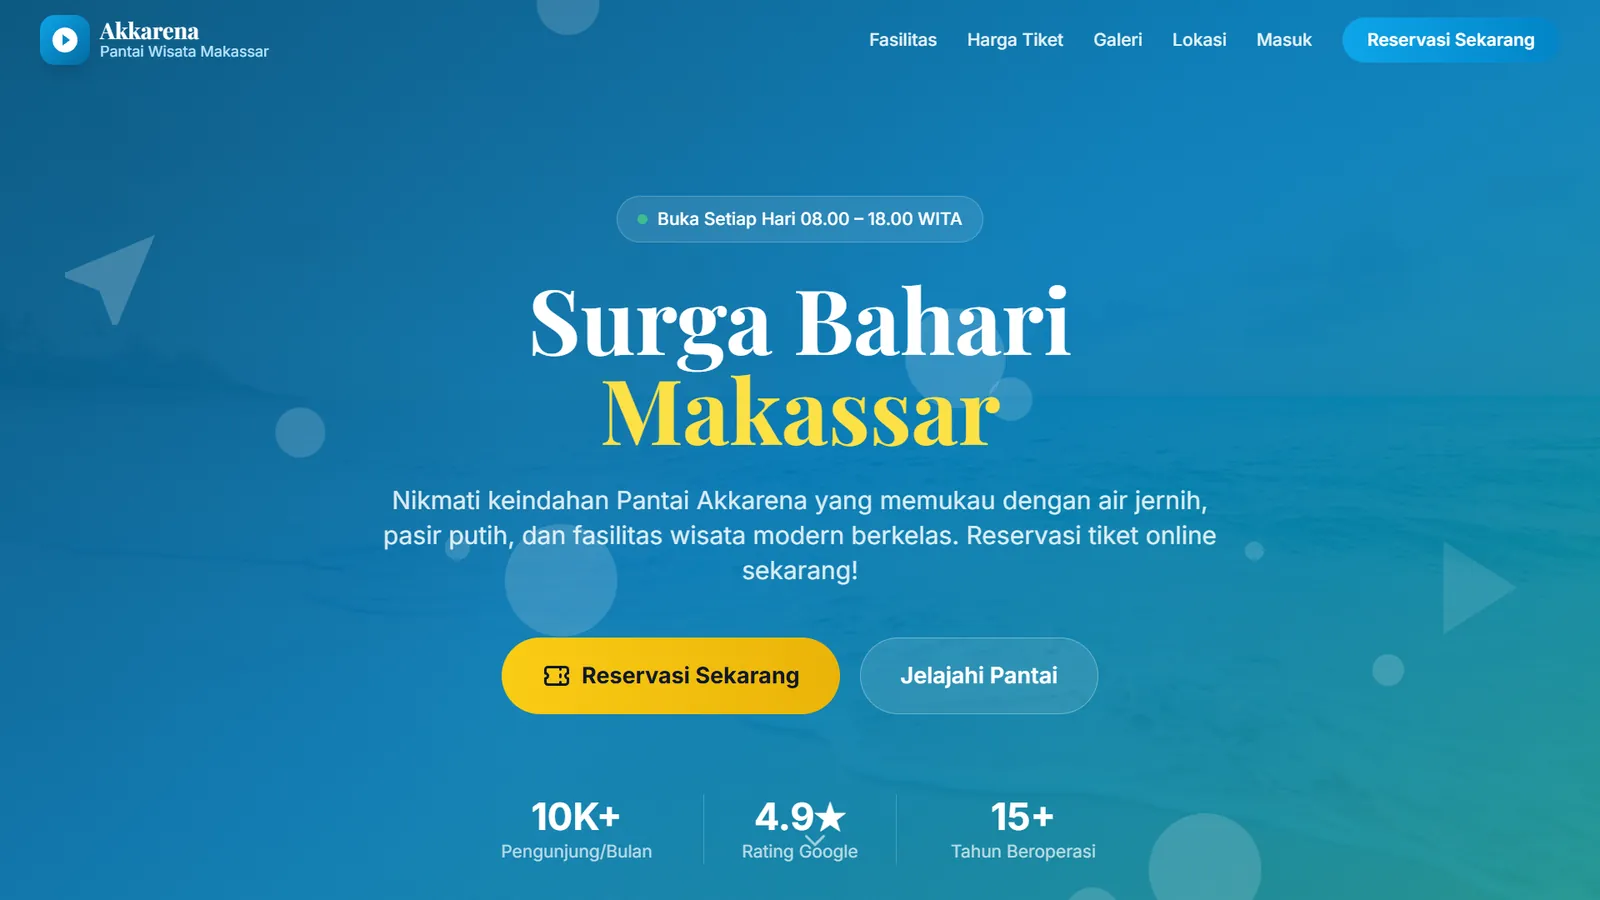 Akkarena
Pantai Wisata Makassar
Fasilitas
Harga Tiket
Galeri
Lokasi
Masuk
Reservasi Sekarang
Buka Setiap Hari 08.00 – 18.00 WITA
Surga Bahari
Makassar
Nikmati keindahan Pantai Akkarena yang memukau dengan air jernih,
pasir putih, dan fasilitas wisata modern berkelas. Reservasi tiket online
sekarang!
Reservasi Sekarang
Jelajahi Pantai
10K+
Pengunjung/Bulan
4.9★
Rating Google
15+
Tahun Beroperasi